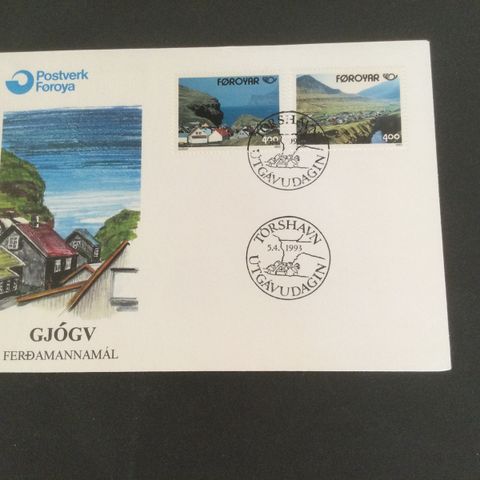 Postverk
Føroya
FØROYAR
400
FØROYAR
400
TÓRSHAVN
ÚTGÁVUDAGIN
TÓRSHAVN
5.4. 1993
ÚTGÁVUDAGIN
GJÓGV
FERÐAMANNAMÁL